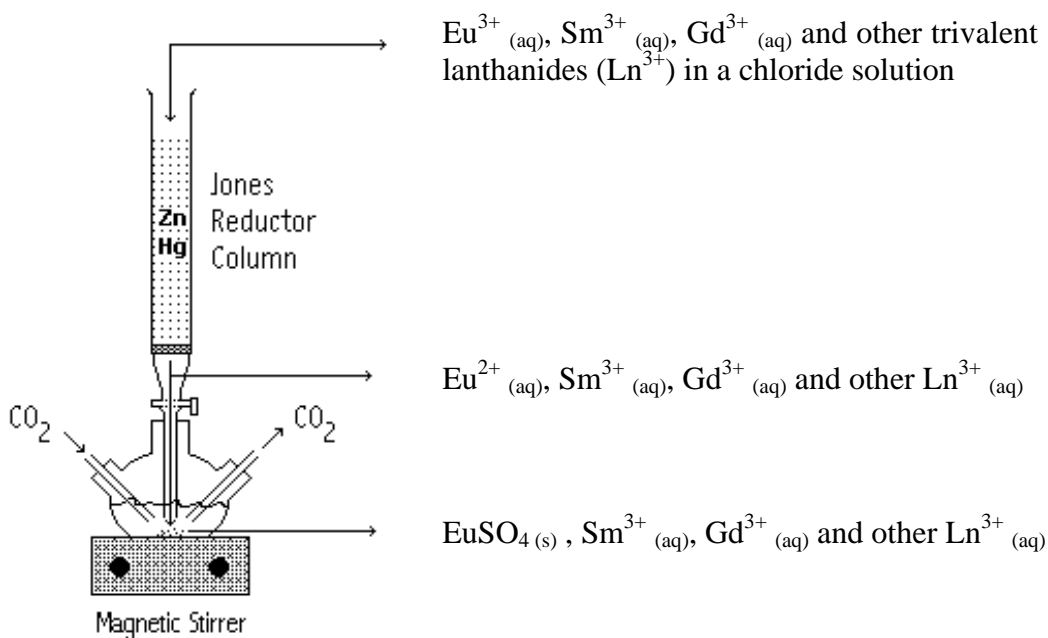 Eu³⁺ (aq), Sm³⁺ (aq), Gd³⁺ (aq) and other trivalent
lanthanides (Ln³⁺) in a chloride solution
Jones
Reductor
Column
Zn
Hg
Eu²⁺ (aq), Sm³⁺ (aq), Gd³⁺ (aq) and other Ln³⁺ (aq)
CO₂
CO₂
EuSO₄ (s) , Sm³⁺ (aq), Gd³⁺ (aq) and other Ln³⁺ (aq)
Magnetic Stirrer